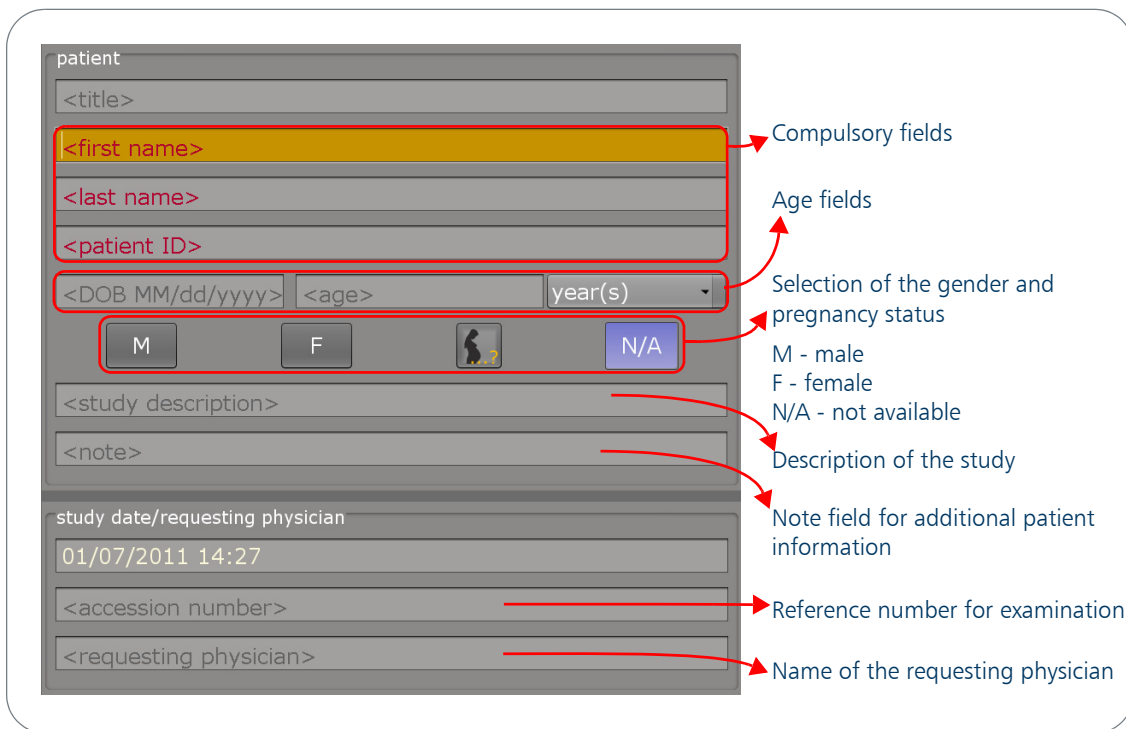 patient
<title>
<first name>
Compulsory fields
<last name>
Age fields
<patient ID>
<DOB MM/dd/yyyy> <age> year(s)
Selection of the gender and
pregnancy status
M F ...? N/A
M - male
F - female
N/A - not available
<study description>
<note>
Description of the study
study date/requesting physician
Note field for additional patient
information
01/07/2011 14:27
<accession number>
Reference number for examination
<requesting physician>
Name of the requesting physician